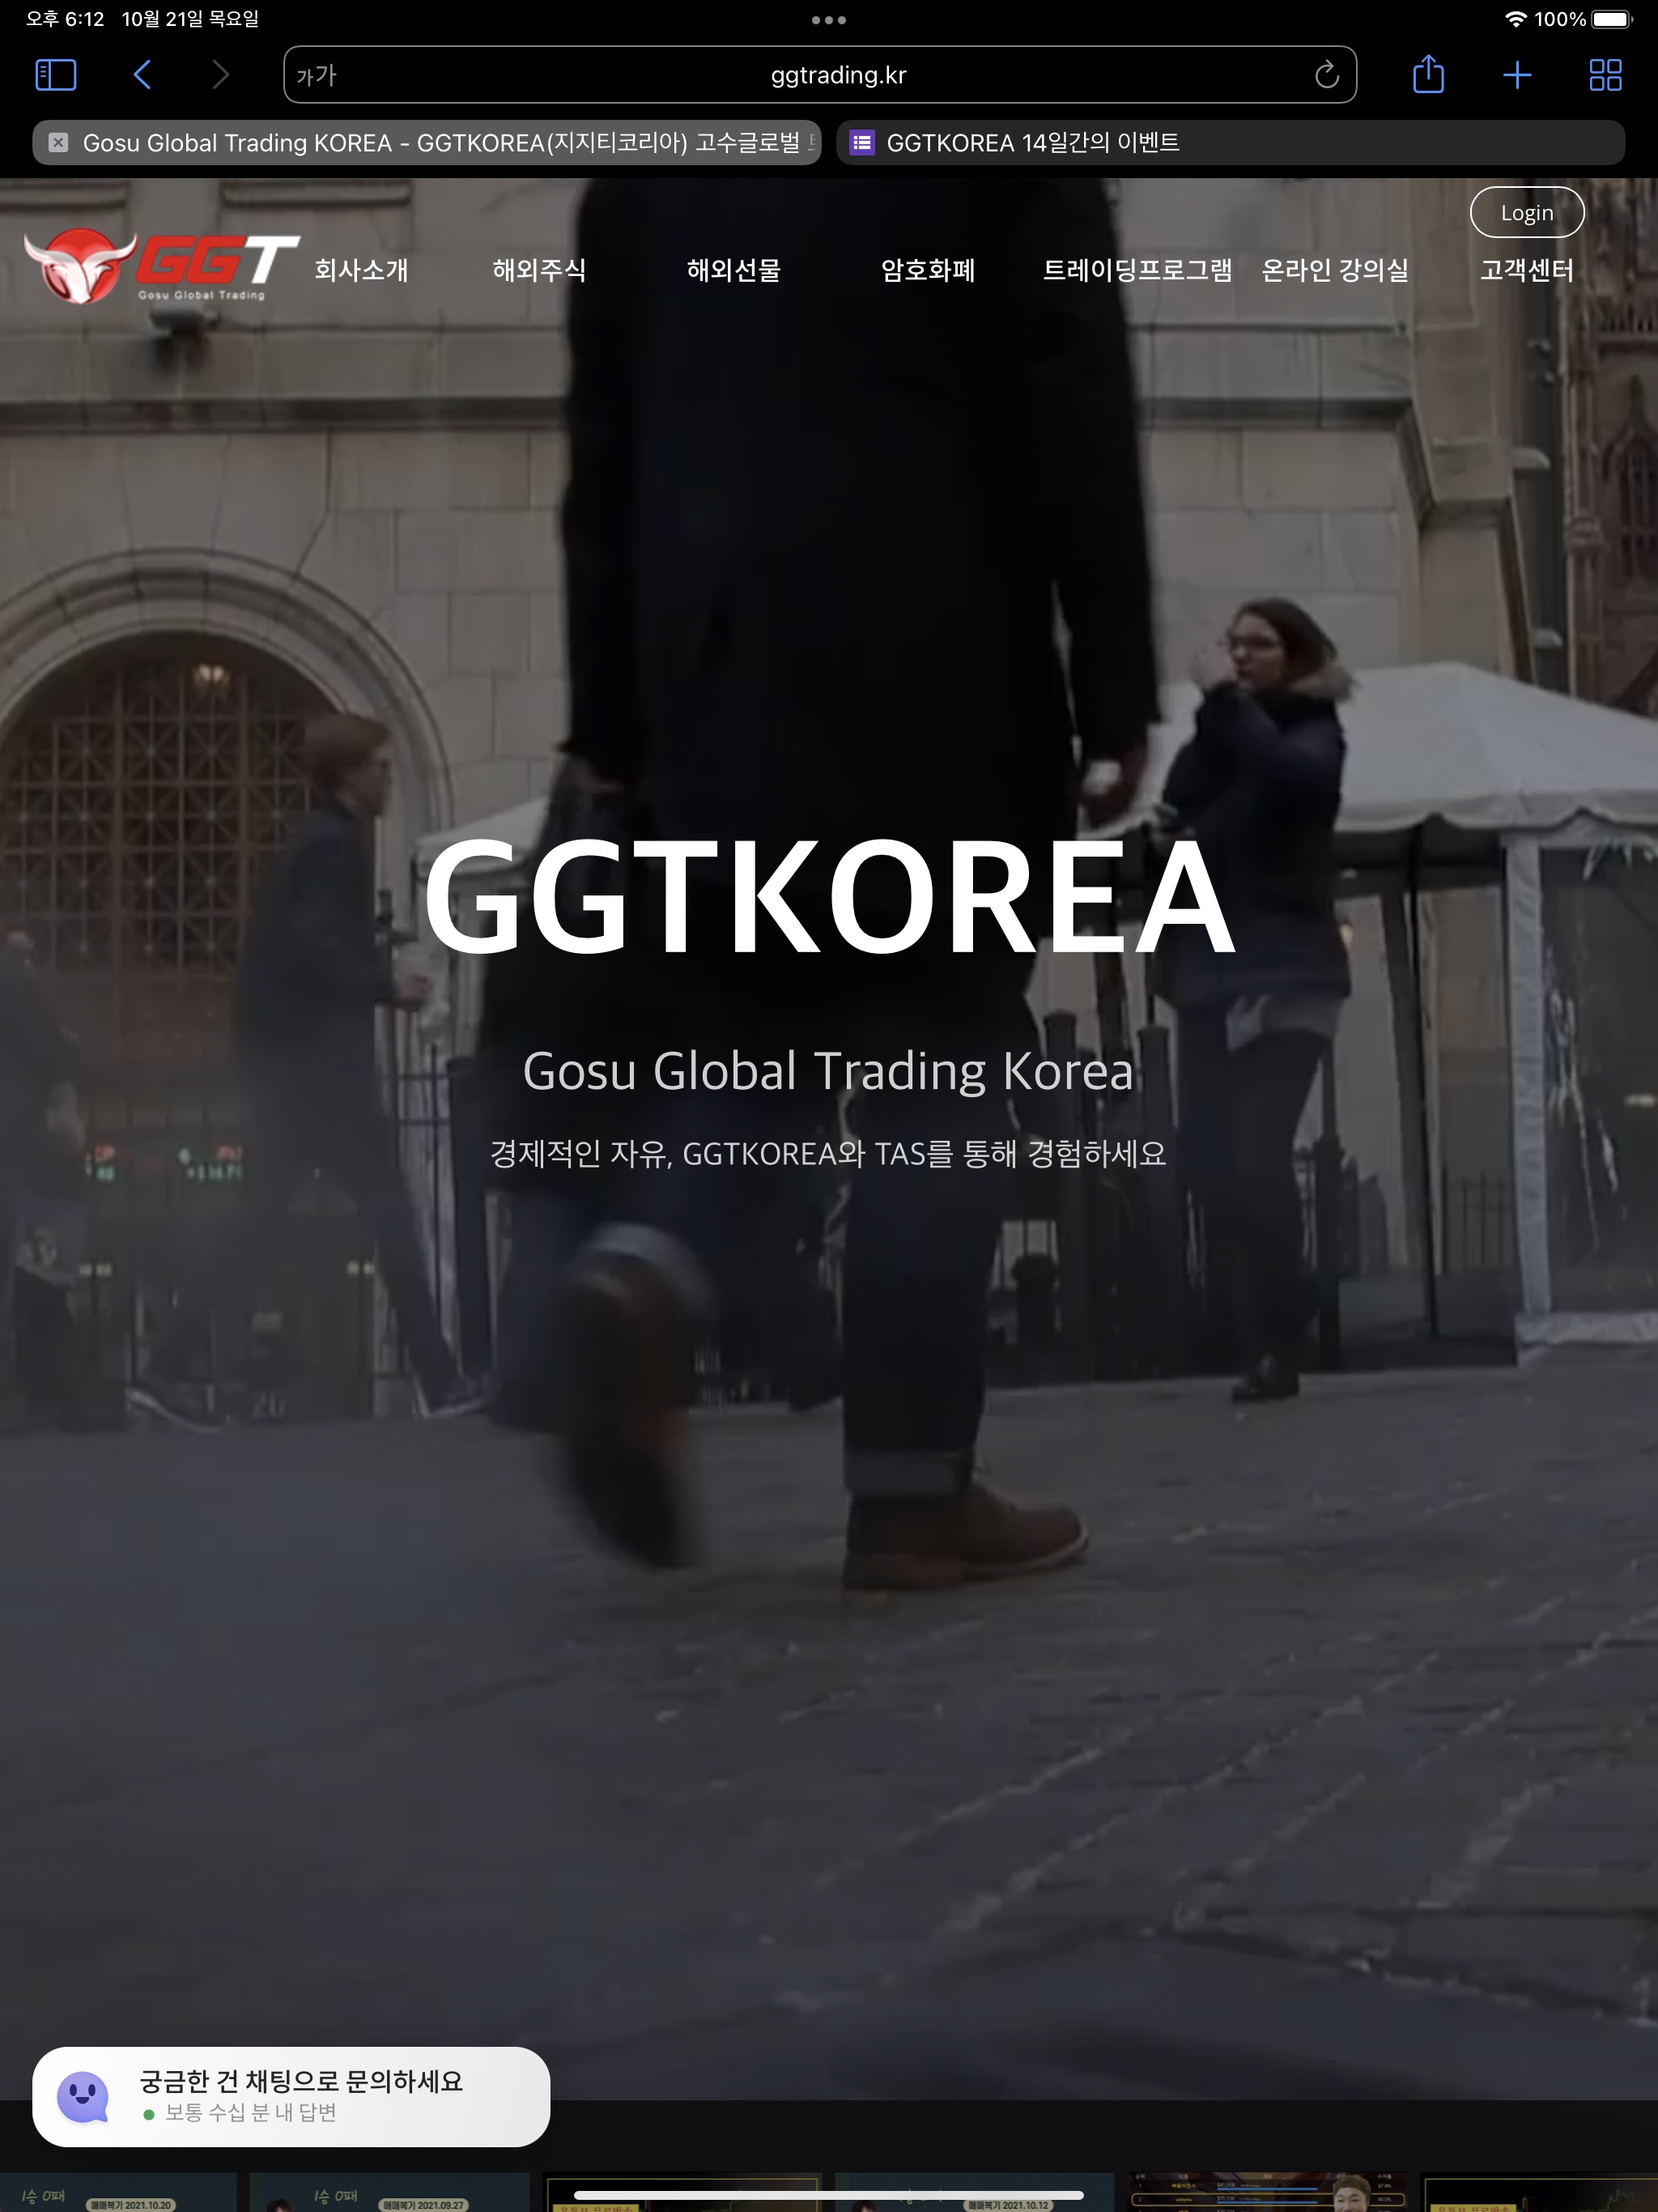 오후 6:12 10월 21일 목요일
100%
가가 ggtrading.kr
Gosu Global Trading KOREA - GGTKOREA(지지티코리아) 고수글로벌
GGTKOREA 14일간의 이벤트
Login
GGT
Gosu Global Trading
회사소개 해외주식 해외선물 암호화폐 트레이딩프로그램 온라인 강의실 고객센터
GGTKOREA
Gosu Global Trading Korea
경제적인 자유, GGTKOREA와 TAS를 통해 경험하세요
궁금한 건 채팅으로 문의하세요
보통 수십 분 내 답변
1승 0패
매매복기 2021.10.20
1승 0패
매매복기 2021.09.27
매매복기 2021.10.12